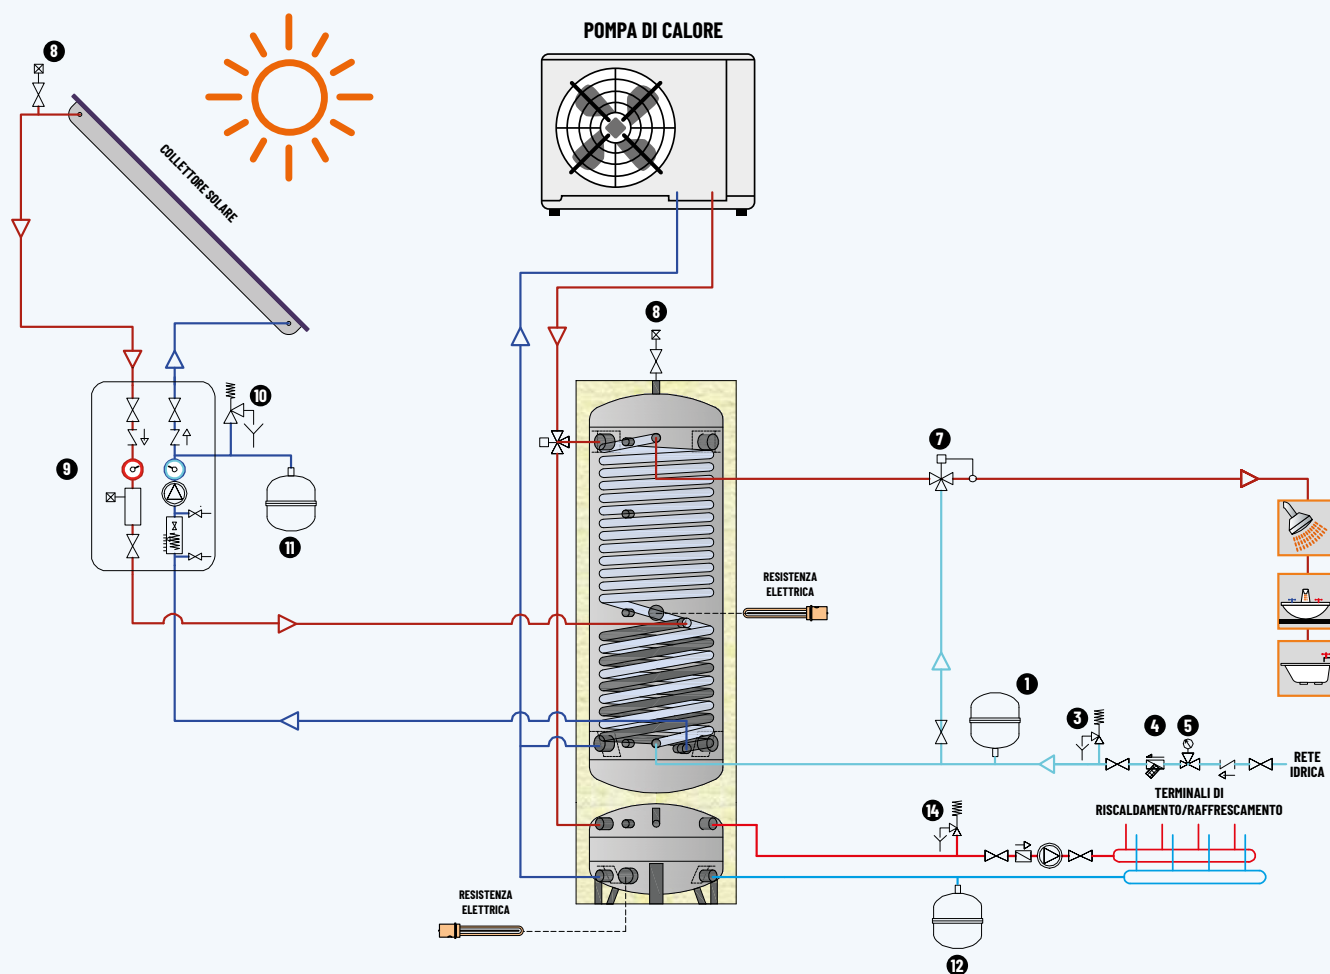 POMPA DI CALORE
8
COLLETTORE SOLARE
8
10
9
7
11
RESISTENZA
ELETTRICA
1
3
4
5
RETE
IDRICA
TERMINALI DI
RISCALDAMENTO/RAFFRESCAMENTO
14
RESISTENZA
ELETTRICA
12